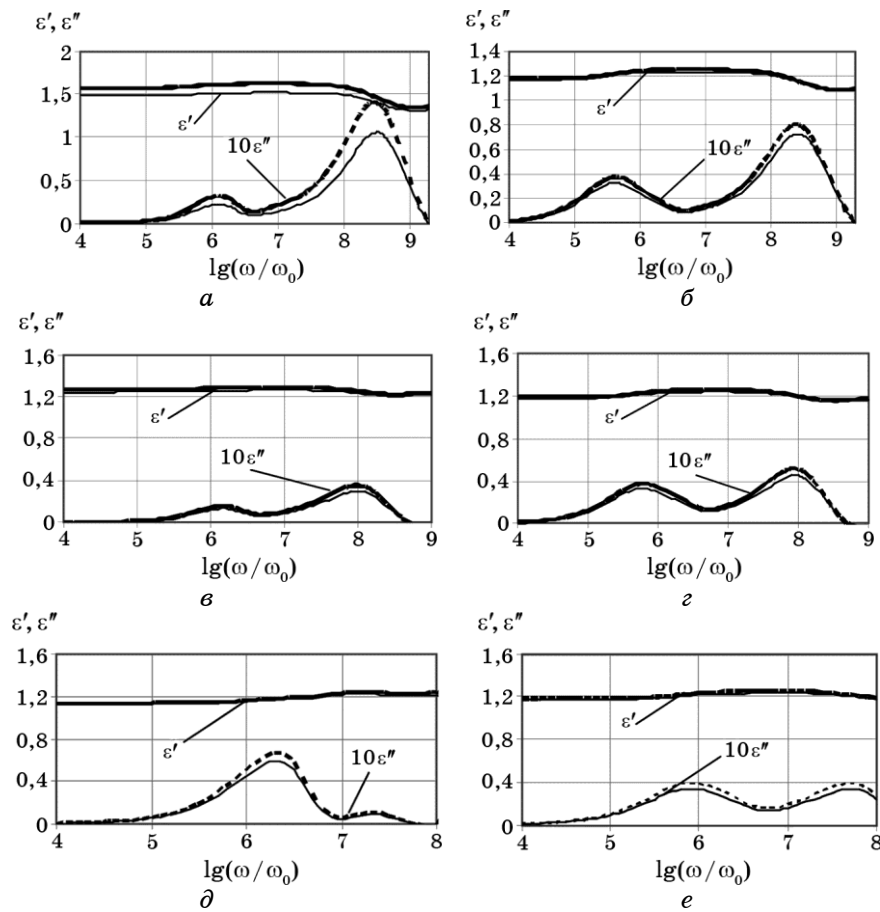 ε′, ε″
2
1,5
1
0,5
0
ε′
10ε″
4 5 6 7 8 9
lg(ω/ω₀)
а
ε′, ε″
1,4
1,2
1
0,8
0,6
0,4
0,2
0
ε′
10ε″
4 5 6 7 8 9
lg(ω/ω₀)
б
ε′, ε″
1,6
1,2
0,8
0,4
0
ε′
10ε″
4 5 6 7 8 9
lg(ω/ω₀)
в
ε′, ε″
1,6
1,2
0,8
0,4
0
ε′
10ε″
4 5 6 7 8 9
lg(ω/ω₀)
г
ε′, ε″
1,6
1,2
0,8
0,4
0
ε′
10ε″
4 5 6 7 8
lg(ω/ω₀)
д
ε′, ε″
1,6
1,2
0,8
0,4
0
ε′
10ε″
4 5 6 7 8
lg(ω/ω₀)
е